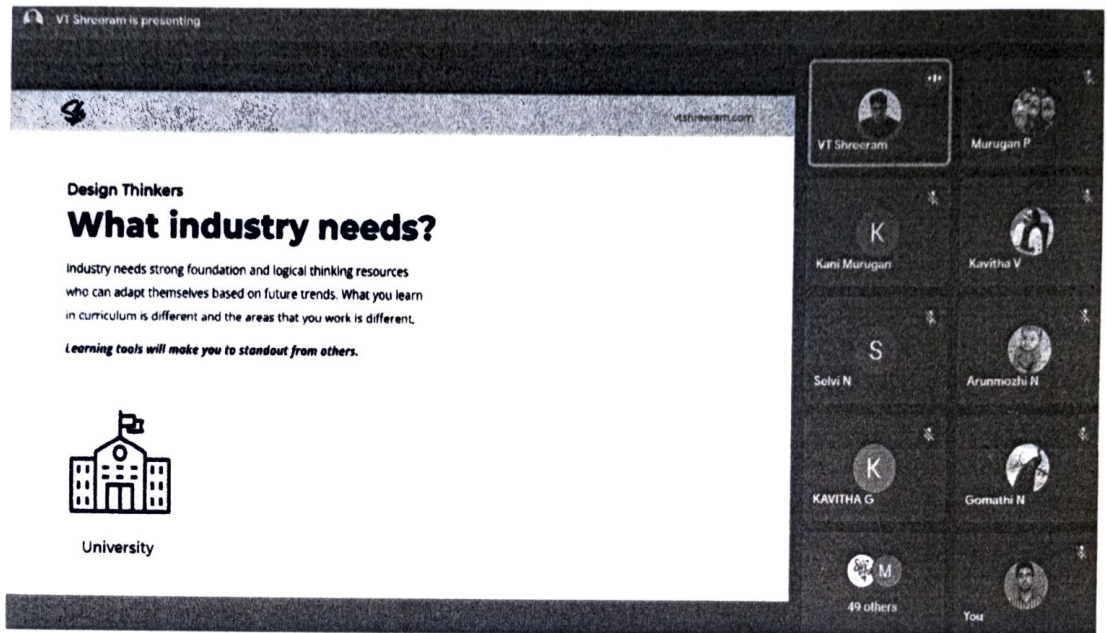 VT Shreeram is presenting
vtshreeram.com
Design Thinkers
What industry needs?
Industry needs strong foundation and logical thinking resources
who can adapt themselves based on future trends. What you learn
in curriculum is different and the areas that you work is different.
Learning tools will make you to standout from others.
University
VT Shreeram
Murugan P
K
Kani Murugan
Kavitha V
S
Selvi N
Arunmozhi N
K
KAVITHA G
Gomathi N
M
49 others
You